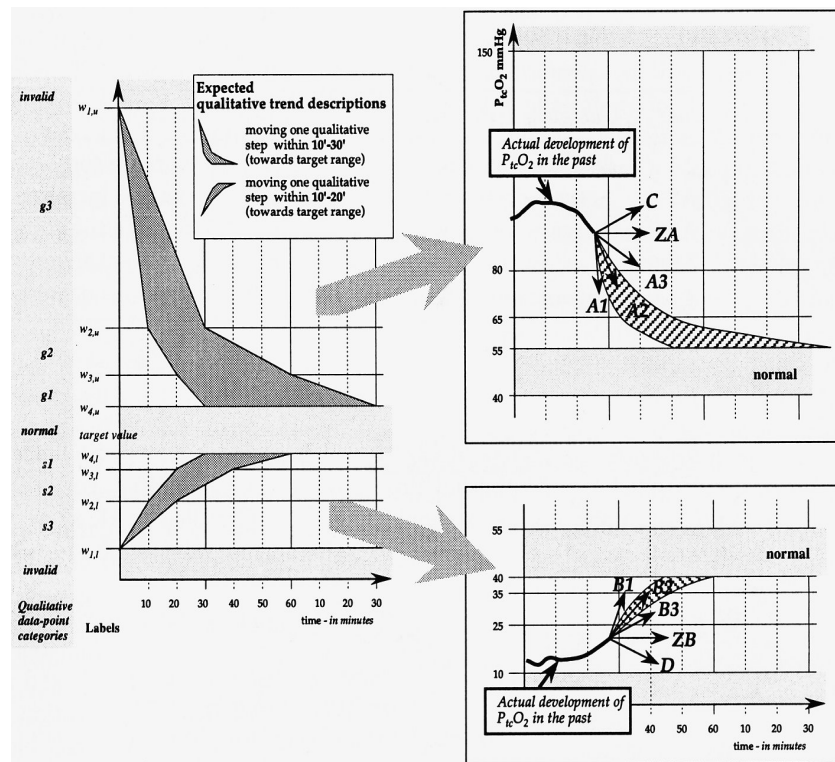 invalid
g3
g2
g1
normal
s1
s2
s3
invalid
Qualitative
data-point
categories
w1,u
w2,u
w3,u
w4,u
target value
w4,l
w3,l
w2,l
w1,l
Labels
10 20 30 10 60 20 30
time - in minutes
Expected
qualitative trend descriptions
moving one qualitative
step within 10'-30'
(towards target range)
moving one qualitative
step within 10'-20'
(towards target range)
PtcO2 mmHg
150
80
65
55
40
Actual development of
PtcO2 in the past
C
ZA
A3
A2
A1
normal
55
40
35
25
10
normal
B1
B3
ZB
D
Actual development of
PtcO2 in the past
30 40 50 60 10 20 30
time - in minutes